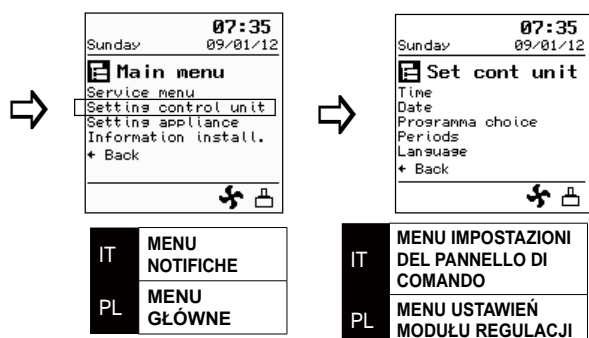 07:35
Sunday 09/01/12
Main menu
Service menu
Setting control unit
Setting appliance
Information install.
← Back
IT
MENU
NOTIFICHE
PL
MENU
GŁÓWNE
07:35
Sunday 09/01/12
Set cont unit
Time
Date
Programma choice
Periods
Language
← Back
IT
MENU IMPOSTAZIONI
DEL PANNELLO DI
COMANDO
PL
MENU USTAWIEŃ
MODUŁU REGULACJI